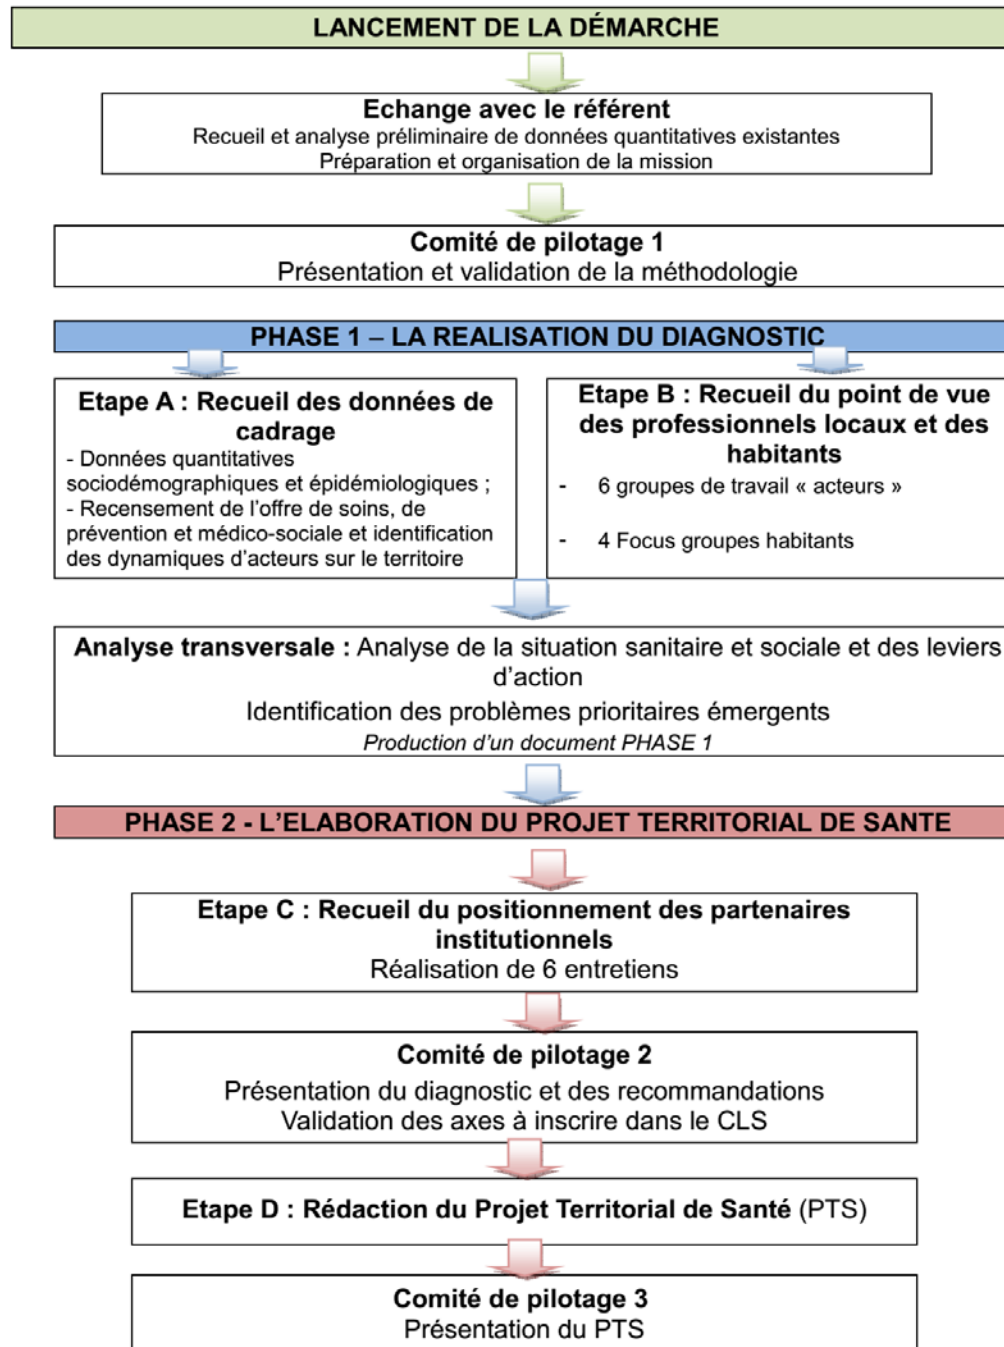 LANCEMENT DE LA DÉMARCHE
Echange avec le référent
Recueil et analyse préliminaire de données quantitatives existantes
Préparation et organisation de la mission
Comité de pilotage 1
Présentation et validation de la méthodologie
PHASE 1 – LA REALISATION DU DIAGNOSTIC
Etape A : Recueil des données de
cadrage
- Données quantitatives
sociodémographiques et épidémiologiques ;
- Recensement de l’offre de soins, de
prévention et médico-sociale et identification
des dynamiques d’acteurs sur le territoire
Etape B : Recueil du point de vue
des professionnels locaux et des
habitants
- 6 groupes de travail « acteurs »
- 4 Focus groupes habitants
Analyse transversale : Analyse de la situation sanitaire et sociale et des leviers
d’action
Identification des problèmes prioritaires émergents
Production d’un document PHASE 1
PHASE 2 - L’ELABORATION DU PROJET TERRITORIAL DE SANTE
Etape C : Recueil du positionnement des partenaires
institutionnels
Réalisation de 6 entretiens
Comité de pilotage 2
Présentation du diagnostic et des recommandations
Validation des axes à inscrire dans le CLS
Etape D : Rédaction du Projet Territorial de Santé (PTS)
Comité de pilotage 3
Présentation du PTS